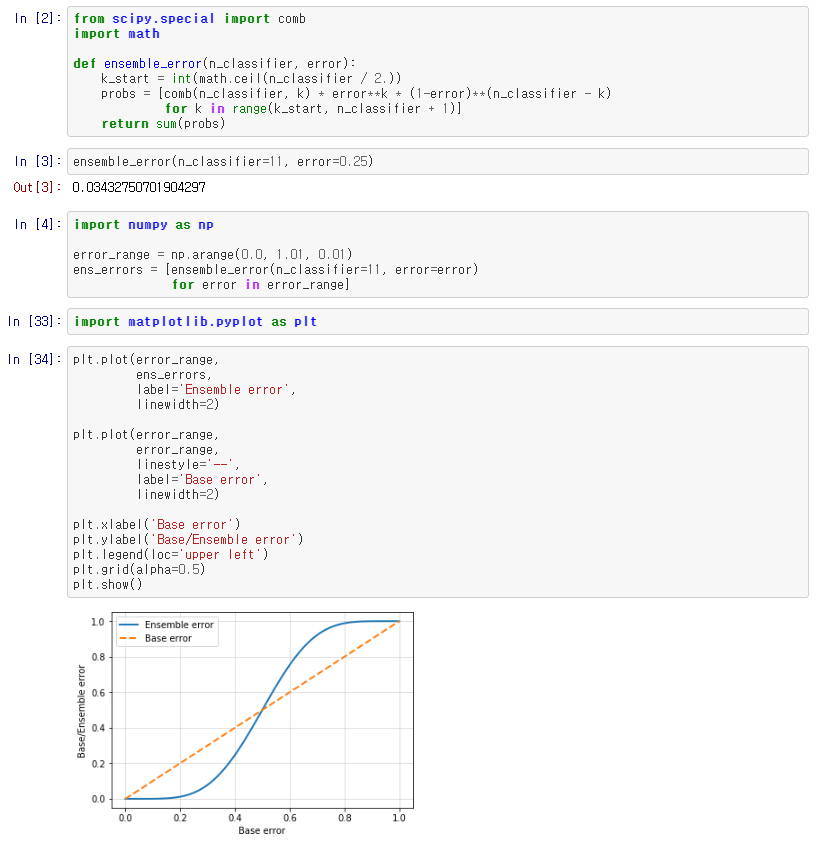 In [2]: from scipy.special import comb
import math
def ensemble_error(n_classifier, error):
    k_start = int(math.ceil(n_classifier / 2.))
    probs = [comb(n_classifier, k) * error**k * (1-error)**(n_classifier - k)
             for k in range(k_start, n_classifier + 1)]
    return sum(probs)
In [3]: ensemble_error(n_classifier=11, error=0.25)
Out[3]: 0.03432750701904297
In [4]: import numpy as np
error_range = np.arange(0.0, 1.01, 0.01)
ens_errors = [ensemble_error(n_classifier=11, error=error)
              for error in error_range]
In [33]: import matplotlib.pyplot as plt
In [34]: plt.plot(error_range,
         ens_errors,
         label='Ensemble error',
         linewidth=2)
plt.plot(error_range,
         error_range,
         linestyle='--',
         label='Base error',
         linewidth=2)
plt.xlabel('Base error')
plt.ylabel('Base/Ensemble error')
plt.legend(loc='upper left')
plt.grid(alpha=0.5)
plt.show()
Ensemble error
Base error
1.0
0.8
0.6
0.4
0.2
0.0
Base/Ensemble error
0.0 0.2 0.4 0.6 0.8 1.0
Base error